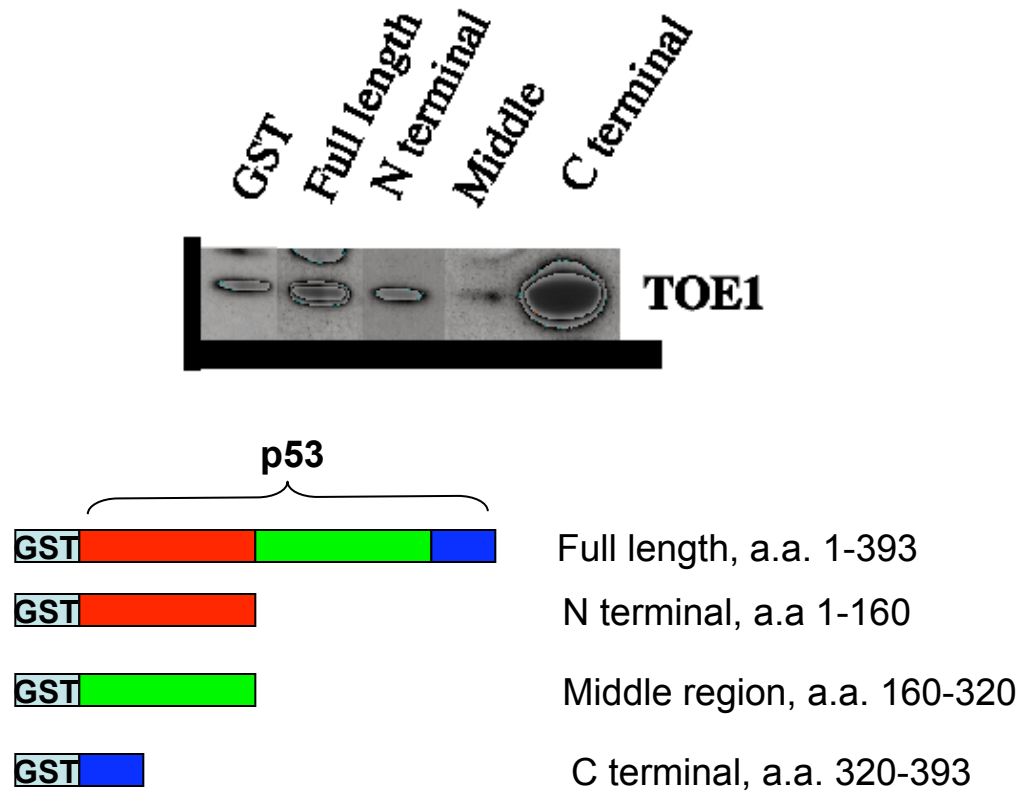 GST Full length N terminal Middle C terminal
TOE1
p53
GST Full length, a.a. 1-393
GST N terminal, a.a 1-160
GST Middle region, a.a. 160-320
GST C terminal, a.a. 320-393